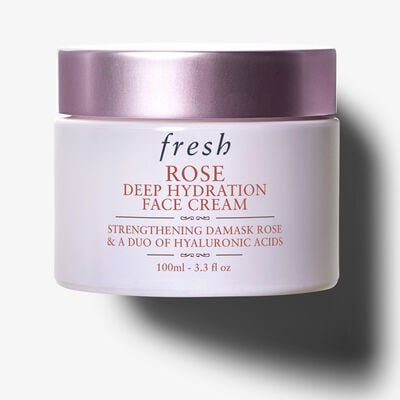 fresh
ROSE
DEEP HYDRATION
FACE CREAM
STRENGTHENING DAMASK ROSE
& A DUO OF HYALURONIC ACIDS
100ml - 3.3 fl oz